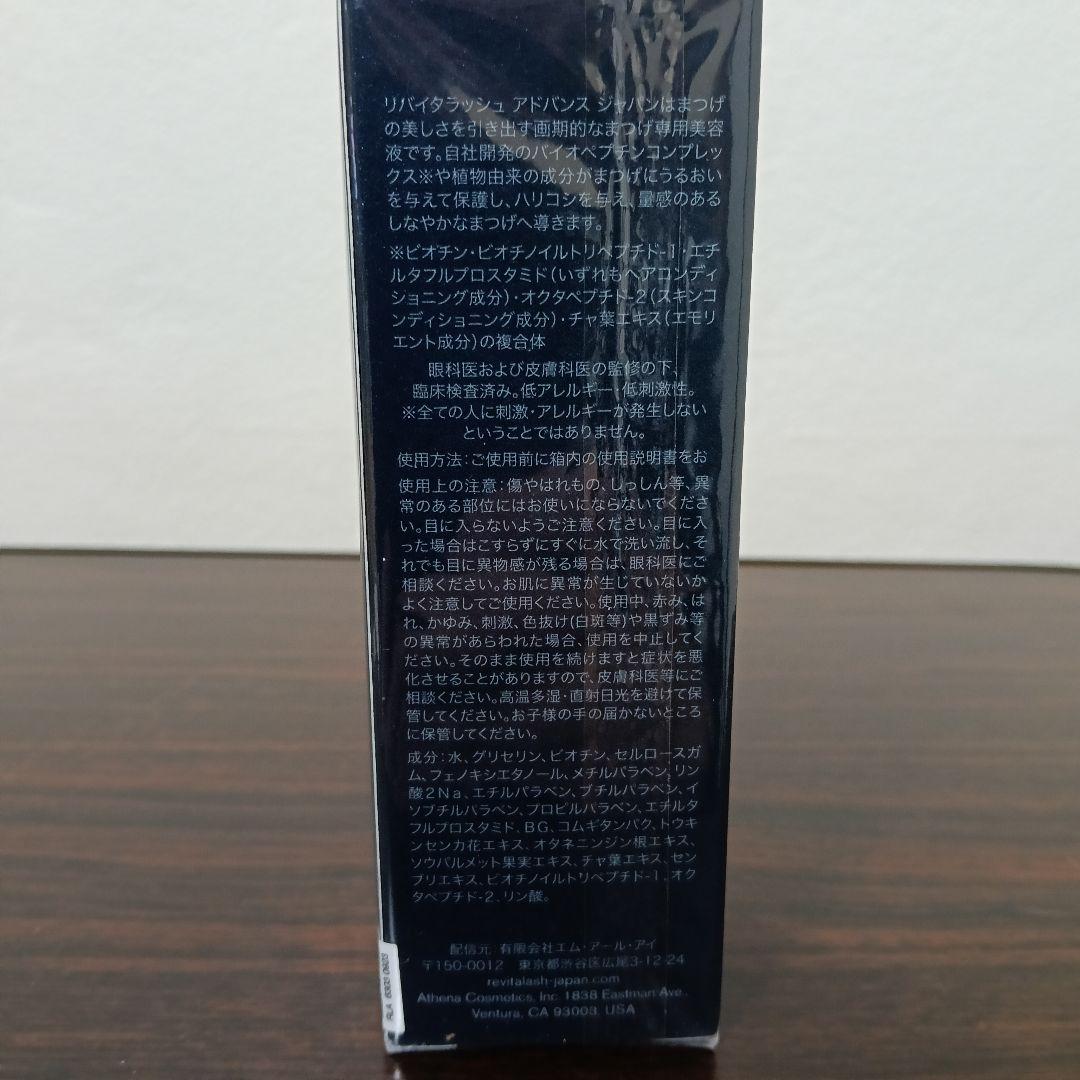 リバイタラッシュ アドバンス ジャパンはまつげ
の美しさを引き出す画期的なまつげ専用美容
液です。自社開発のバイオペプチンコンプレッ
クス※や植物由来の成分がまつげにうるおい
を与えて保護し、ハリコシを与え、量感のある
しなやかなまつげへ導きます。
※ビオチン・ビオチノイルトリペプチド-1・エチ
ルタフルプロスタミド(いずれもヘアコンディ
ショニング成分)・オクタペプチド-2(スキンコ
ンディショニング成分)・チャ葉エキス(エモリ
エント成分)の複合体
眼科医および皮膚科医の監修の下、
臨床検査済み。低アレルギー・低刺激性。
※全ての人に刺激・アレルギーが発生しない
ということではありません。
使用方法:ご使用前に箱内の使用説明書をお
使用上の注意:傷やはれもの、しっしん等、異
常のある部位にはお使いにならないでくださ
い。目に入らないようご注意ください。目に入
った場合はこすらずにすぐに水で洗い流し、そ
れでも目に異物感が残る場合は、眼科医にご
相談ください。お肌に異常が生じていないか
よく注意してご使用ください。使用中、赤み、は
れ、かゆみ、刺激、色抜け(白斑等)や黒ずみ等
の異常があらわれた場合、使用を中止してく
ださい。そのまま使用を続けますと症状を悪
化させることがありますので、皮膚科医等にご
相談ください。高温多湿・直射日光を避けて保
管してください。お子様の手の届かないところ
に保管してください。
成分:水、グリセリン、ビオチン、セルロースガ
ム、フェノキシエタノール、メチルパラベン、リン
酸2Na、エチルパラベン、ブチルパラベン、イ
ソブチルパラベン、プロピルパラベン、エチルタ
フルプロスタミド、BG、コムギタンパク、トウキ
ンセンカ花エキス、オタネニンジン根エキス、
ソウパルメット果実エキス、チャ葉エキス、セン
ブリエキス、ビオチノイルトリペプチド-1、オク
タペプチド-2、リン酸。
配信元:有限会社エム・アール・アイ
〒150-0012 東京都渋谷区広尾3-12-24
revitalash-japan.com
Athena Cosmetics, Inc. 1838 Eastman Ave.,
Ventura, CA 93003, USA